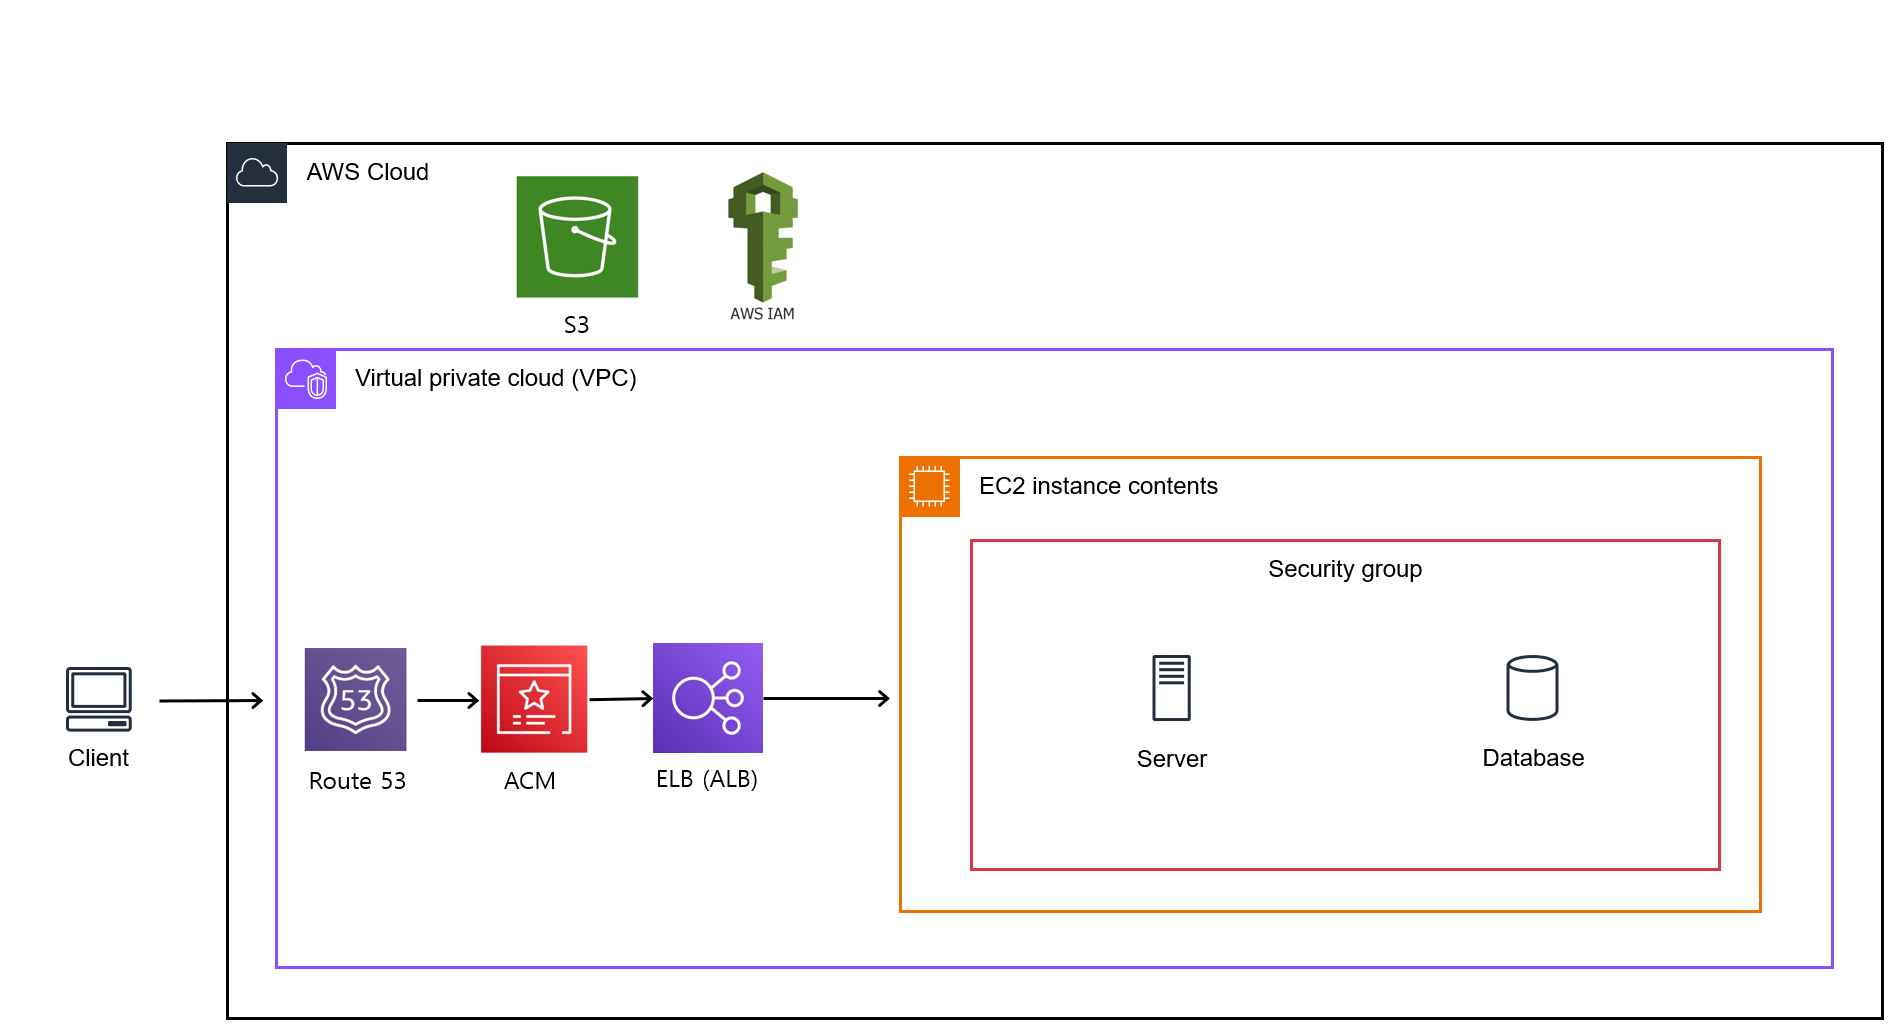 AWS Cloud
S3
AWS IAM
Virtual private cloud (VPC)
EC2 instance contents
Security group
53
Client
Route 53
ACM
ELB (ALB)
Server
Database